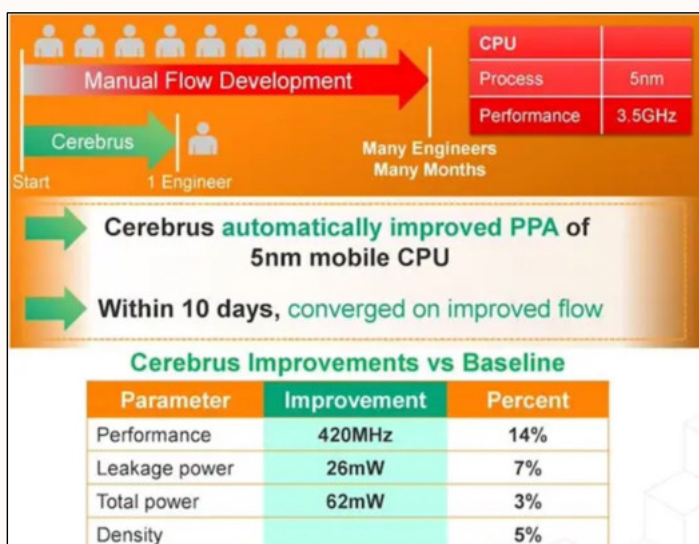 Manual Flow Development
CPU
Process 5nm
Performance 3.5GHz
Cerebrus
Start
1 Engineer
Many Engineers
Many Months
Cerebrus automatically improved PPA of
5nm mobile CPU
Within 10 days, converged on improved flow
Cerebrus Improvements vs Baseline
Parameter Improvement Percent
Performance 420MHz 14%
Leakage power 26mW 7%
Total power 62mW 3%
Density 5%